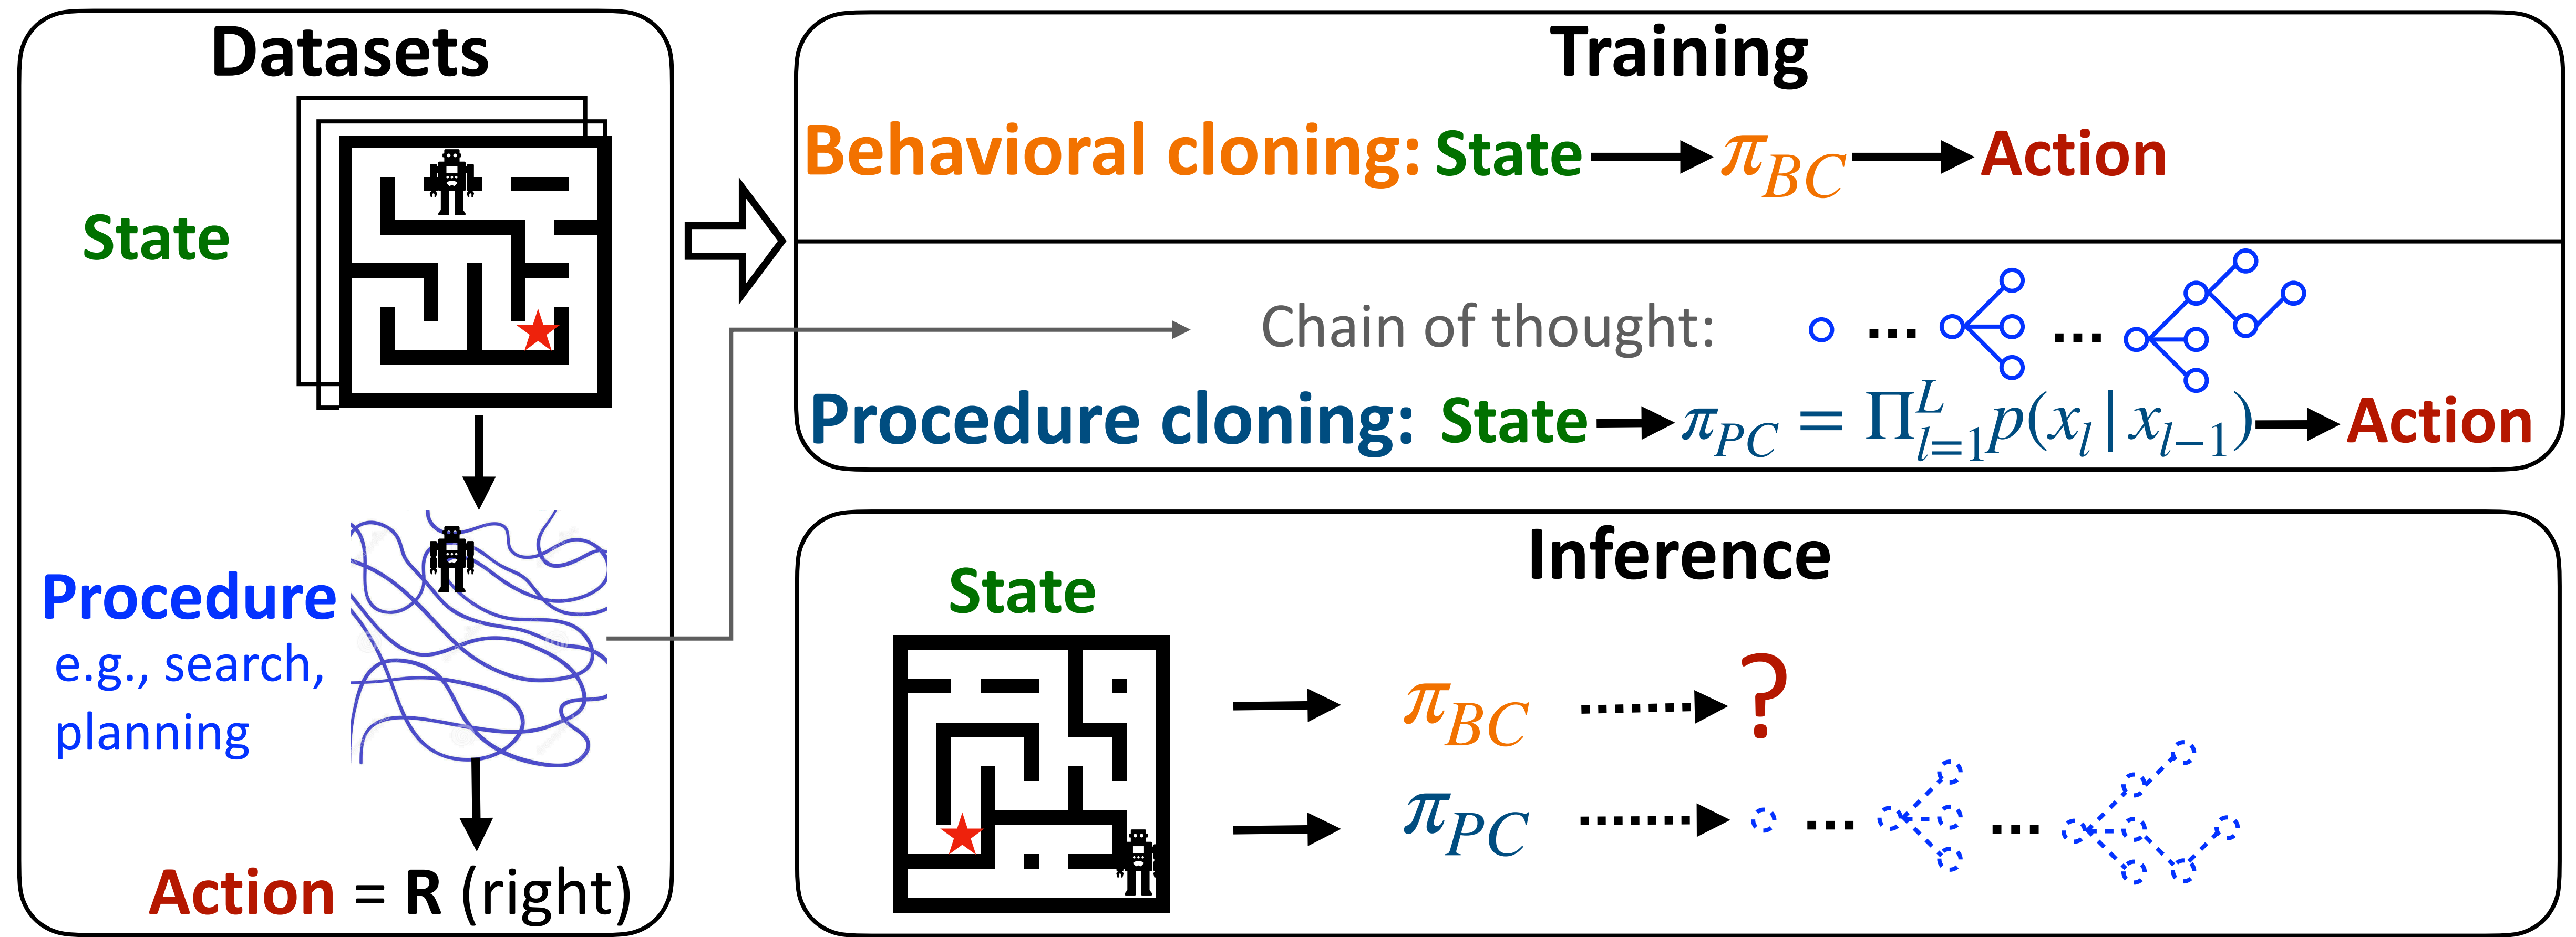 Datasets
State
Procedure
e.g., search,
planning
Action = R (right)
Training
Behavioral cloning: State → π_BC → Action
Chain of thought: ... ...
Procedure cloning: State → π_PC = Π_{l=1}^{L} p(x_l | x_{l−1}) → Action
Inference
State
π_BC ?
π_PC ... ...